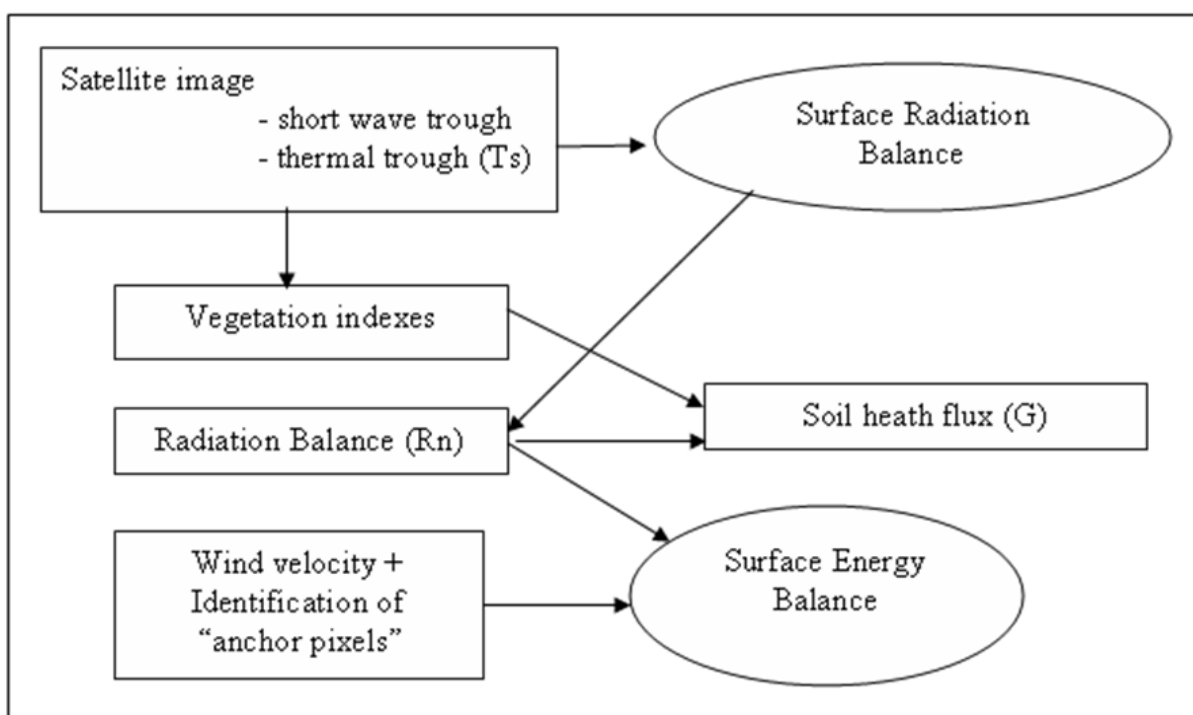 Satellite image
- short wave trough
- thermal trough (Ts)
Surface Radiation
Balance
Vegetation indexes
Soil heath flux (G)
Radiation Balance (Rn)
Wind velocity +
Identification of
“anchor pixels”
Surface Energy
Balance